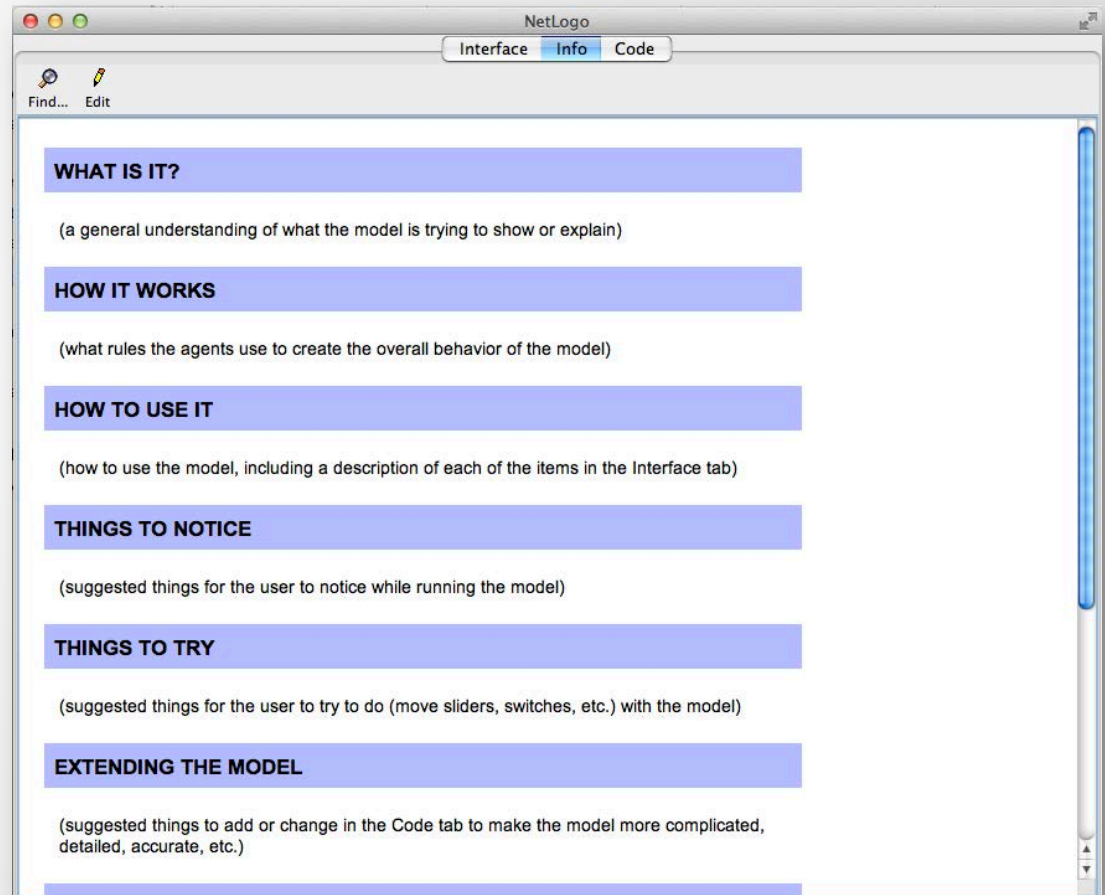 NetLogo
Interface Info Code
Find... Edit
WHAT IS IT?
(a general understanding of what the model is trying to show or explain)
HOW IT WORKS
(what rules the agents use to create the overall behavior of the model)
HOW TO USE IT
(how to use the model, including a description of each of the items in the Interface tab)
THINGS TO NOTICE
(suggested things for the user to notice while running the model)
THINGS TO TRY
(suggested things for the user to try to do (move sliders, switches, etc.) with the model)
EXTENDING THE MODEL
(suggested things to add or change in the Code tab to make the model more complicated,
detailed, accurate, etc.)